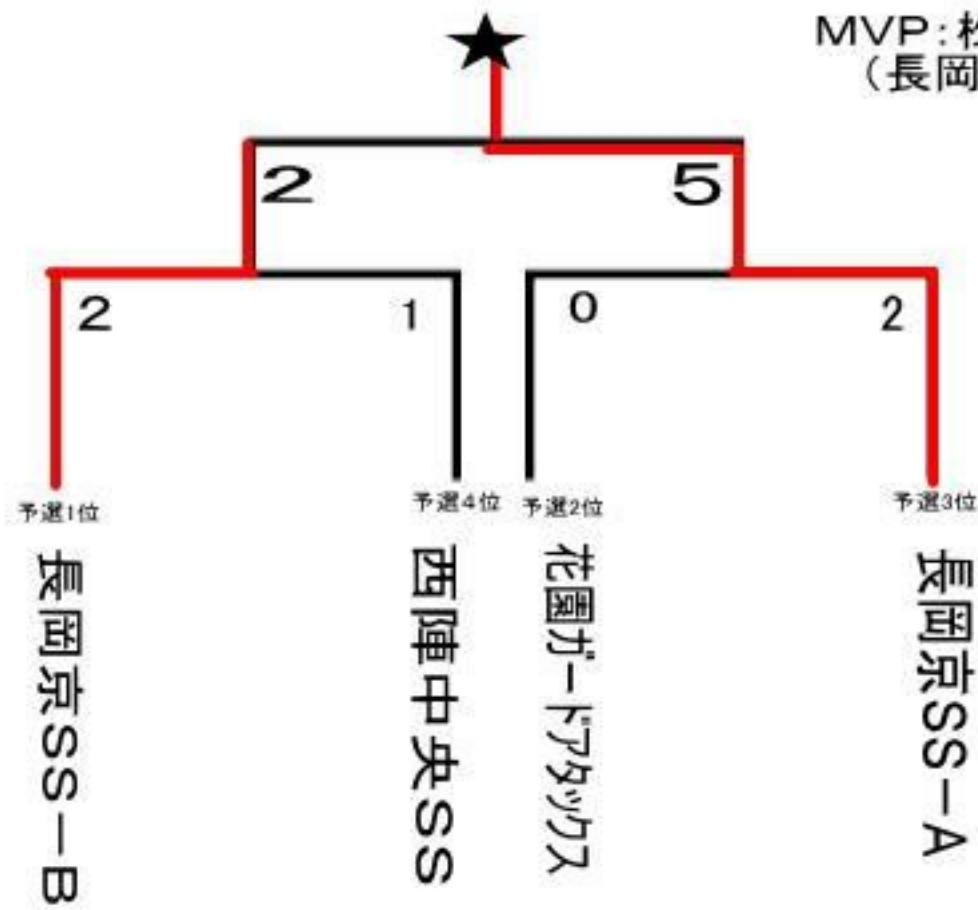 MVP:
（長岡
2
5
2
1
0
2
予選1位
予選4位
予選2位
予選3位
長岡京SS－B
西陣中央SS
花園ガードアタックス
長岡京SS－A